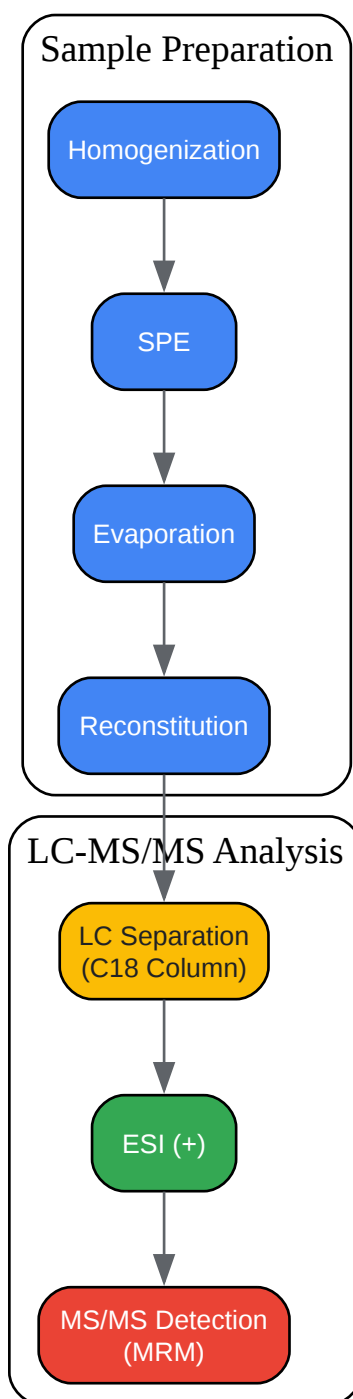 Sample Preparation
Homogenization
SPE
Evaporation
Reconstitution
LC-MS/MS Analysis
LC Separation
(C18 Column)
ESI (+)
MS/MS Detection
(MRM)